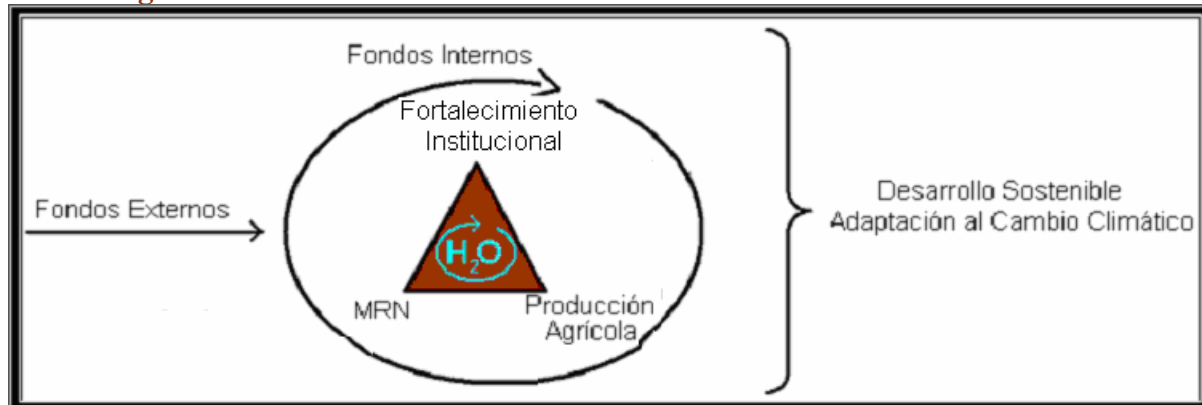 Fondos Internos
Fortalecimiento
Institucional
Fondos Externos
H2O
MRN
Producción
Agrícola
Desarrollo Sostenible
Adaptación al Cambio Climático